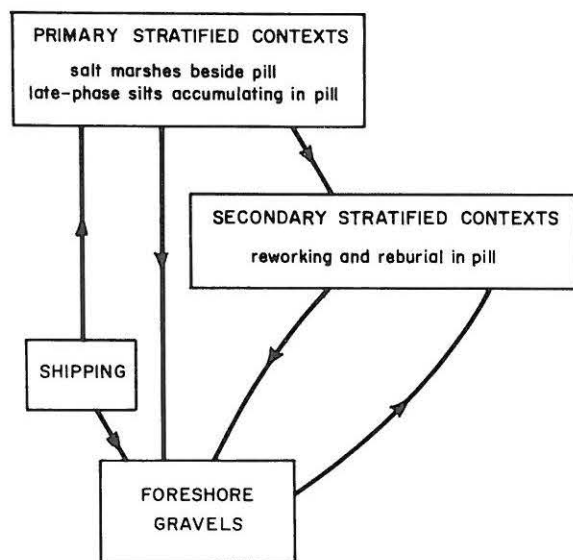 PRIMARY STRATIFIED CONTEXTS
salt marshes beside pill
late-phase silts accumulating in pill
SECONDARY STRATIFIED CONTEXTS
reworking and reburial in pill
SHIPPING
FORESHORE
GRAVELS